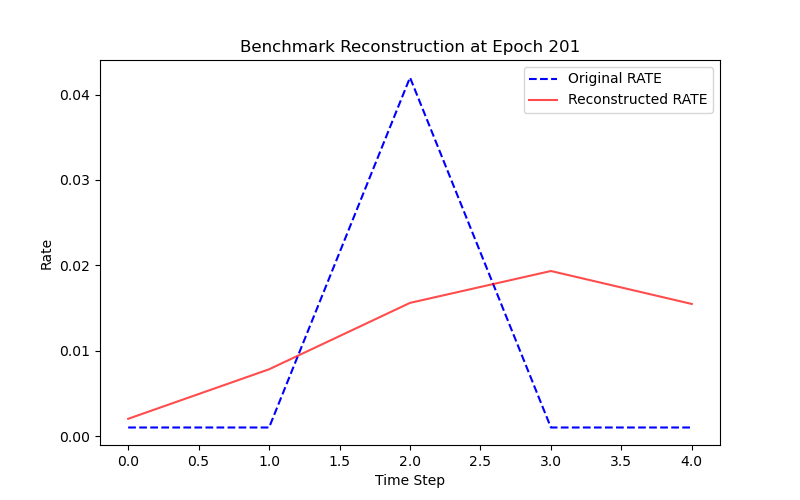 Benchmark Reconstruction at Epoch 201
Original RATE
Reconstructed RATE
0.04
0.03
0.02
0.01
0.00
Rate
0.0 0.5 1.0 1.5 2.0 2.5 3.0 3.5 4.0
Time Step